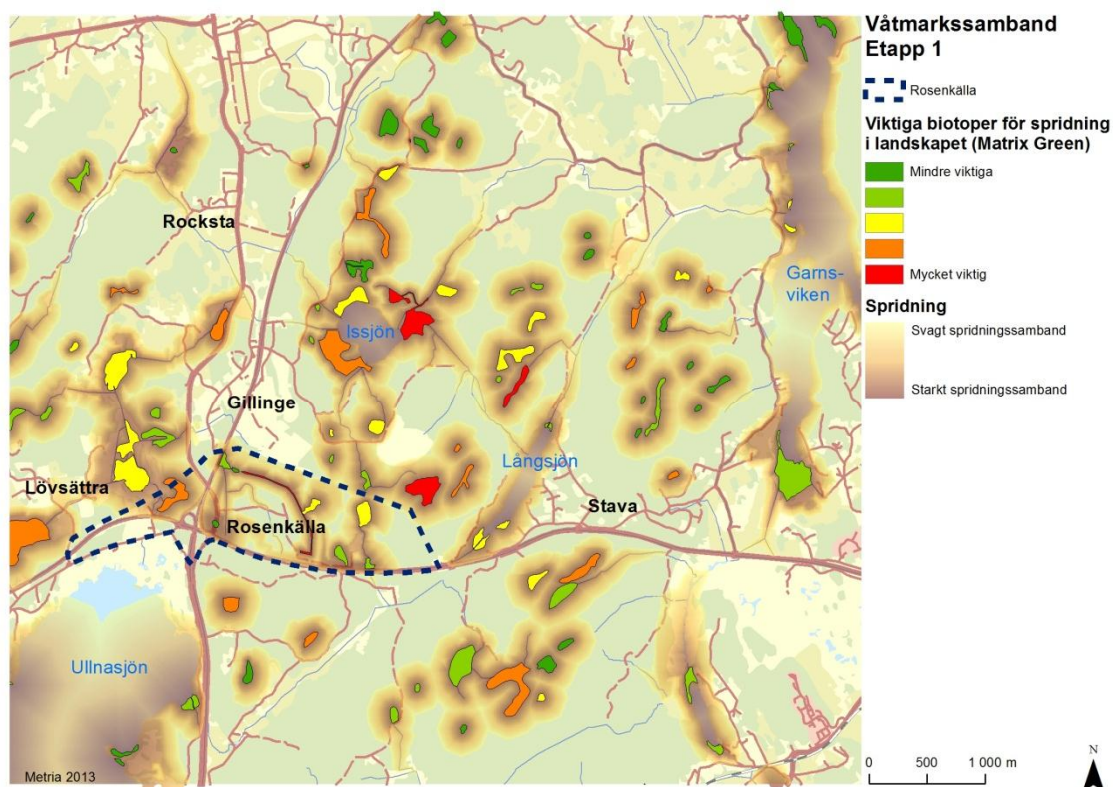 Våtmarkssamband
Etapp 1
Rosenkälla
Viktiga biotoper för spridning
i landskapet (Matrix Green)
Mindre viktiga
Mycket viktig
Spridning
Svagt spridningssamband
Starkt spridningssamband
Rocksta
Garns-
viken
Issjön
Gillinge
Långsjön
Lövsättra
Rosenkälla
Stava
Ullnasjön
Metria 2013
0 500 1 000 m
N